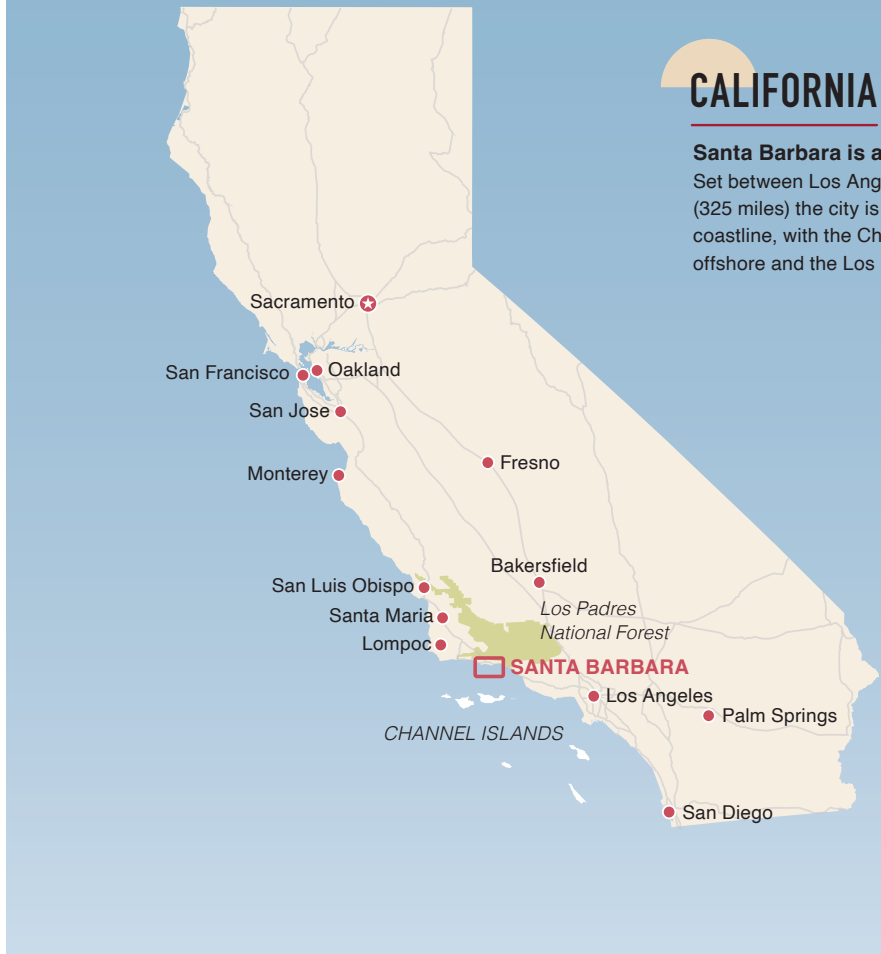 CALIFORNIA
Santa Barbara is a
Set between Los Ang
(325 miles) the city is
coastline, with the Ch
offshore and the Los
Sacramento
San Francisco
Oakland
San Jose
Fresno
Monterey
Bakersfield
San Luis Obispo
Los Padres
National Forest
Santa Maria
Lompoc
SANTA BARBARA
Los Angeles
Palm Springs
CHANNEL ISLANDS
San Diego